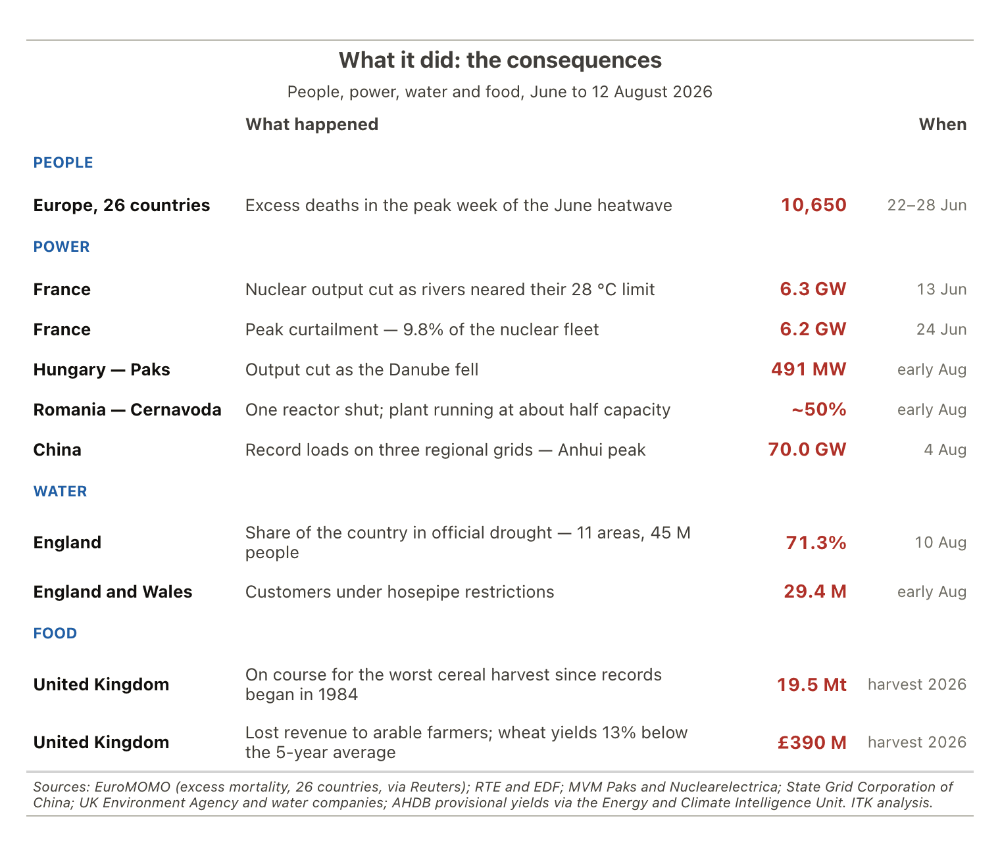 What it did: the consequences
People, power, water and food, June to 12 August 2026
What happened When
PEOPLE
Europe, 26 countries Excess deaths in the peak week of the June heatwave 10,650 22–28 Jun
POWER
France Nuclear output cut as rivers neared their 28 °C limit 6.3 GW 13 Jun
France Peak curtailment — 9.8% of the nuclear fleet 6.2 GW 24 Jun
Hungary — Paks Output cut as the Danube fell 491 MW early Aug
Romania — Cernavoda One reactor shut; plant running at about half capacity ~50% early Aug
China Record loads on three regional grids — Anhui peak 70.0 GW 4 Aug
WATER
England Share of the country in official drought — 11 areas, 45 M
people 71.3% 10 Aug
England and Wales Customers under hosepipe restrictions 29.4 M early Aug
FOOD
United Kingdom On course for the worst cereal harvest since records
began in 1984 19.5 Mt harvest 2026
United Kingdom Lost revenue to arable farmers; wheat yields 13% below
the 5-year average £390 M harvest 2026
Sources: EuroMOMO (excess mortality, 26 countries, via Reuters); RTE and EDF; MVM Paks and Nuclearelectrica; State Grid Corporation of
China; UK Environment Agency and water companies; AHDB provisional yields via the Energy and Climate Intelligence Unit. ITK analysis.